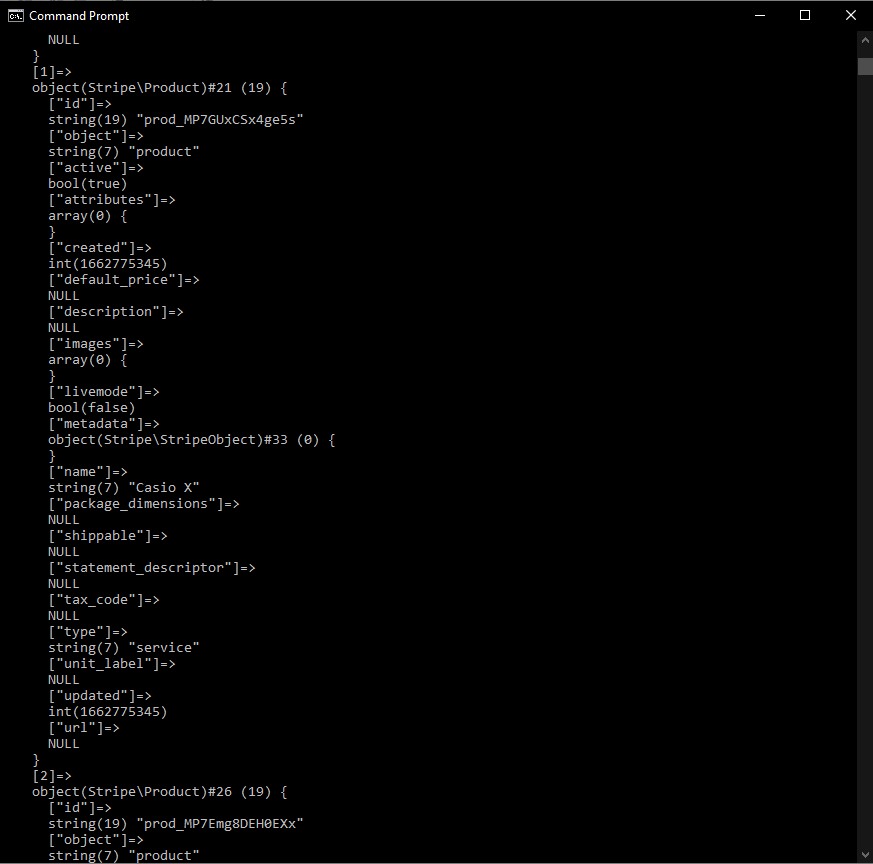 Command Prompt
NULL
}
[1]=>
object(Stripe\Product)#21 (19) {
["id"]=>
string(19) "prod_MP7GUxCSx4ge5s"
["object"]=>
string(7) "product"
["active"]=>
bool(true)
["attributes"]=>
array(0) {
}
["created"]=>
int(1662775345)
["default_price"]=>
NULL
["description"]=>
NULL
["images"]=>
array(0) {
}
["livemode"]=>
bool(false)
["metadata"]=>
object(Stripe\StripeObject)#33 (0) {
}
["name"]=>
string(7) "Casio X"
["package_dimensions"]=>
NULL
["shippable"]=>
NULL
["statement_descriptor"]=>
NULL
["tax_code"]=>
NULL
["type"]=>
string(7) "service"
["unit_label"]=>
NULL
["updated"]=>
int(1662775345)
["url"]=>
NULL
}
[2]=>
object(Stripe\Product)#26 (19) {
["id"]=>
string(19) "prod_MP7Emg8DEH0EXx"
["object"]=>
string(7) "product"